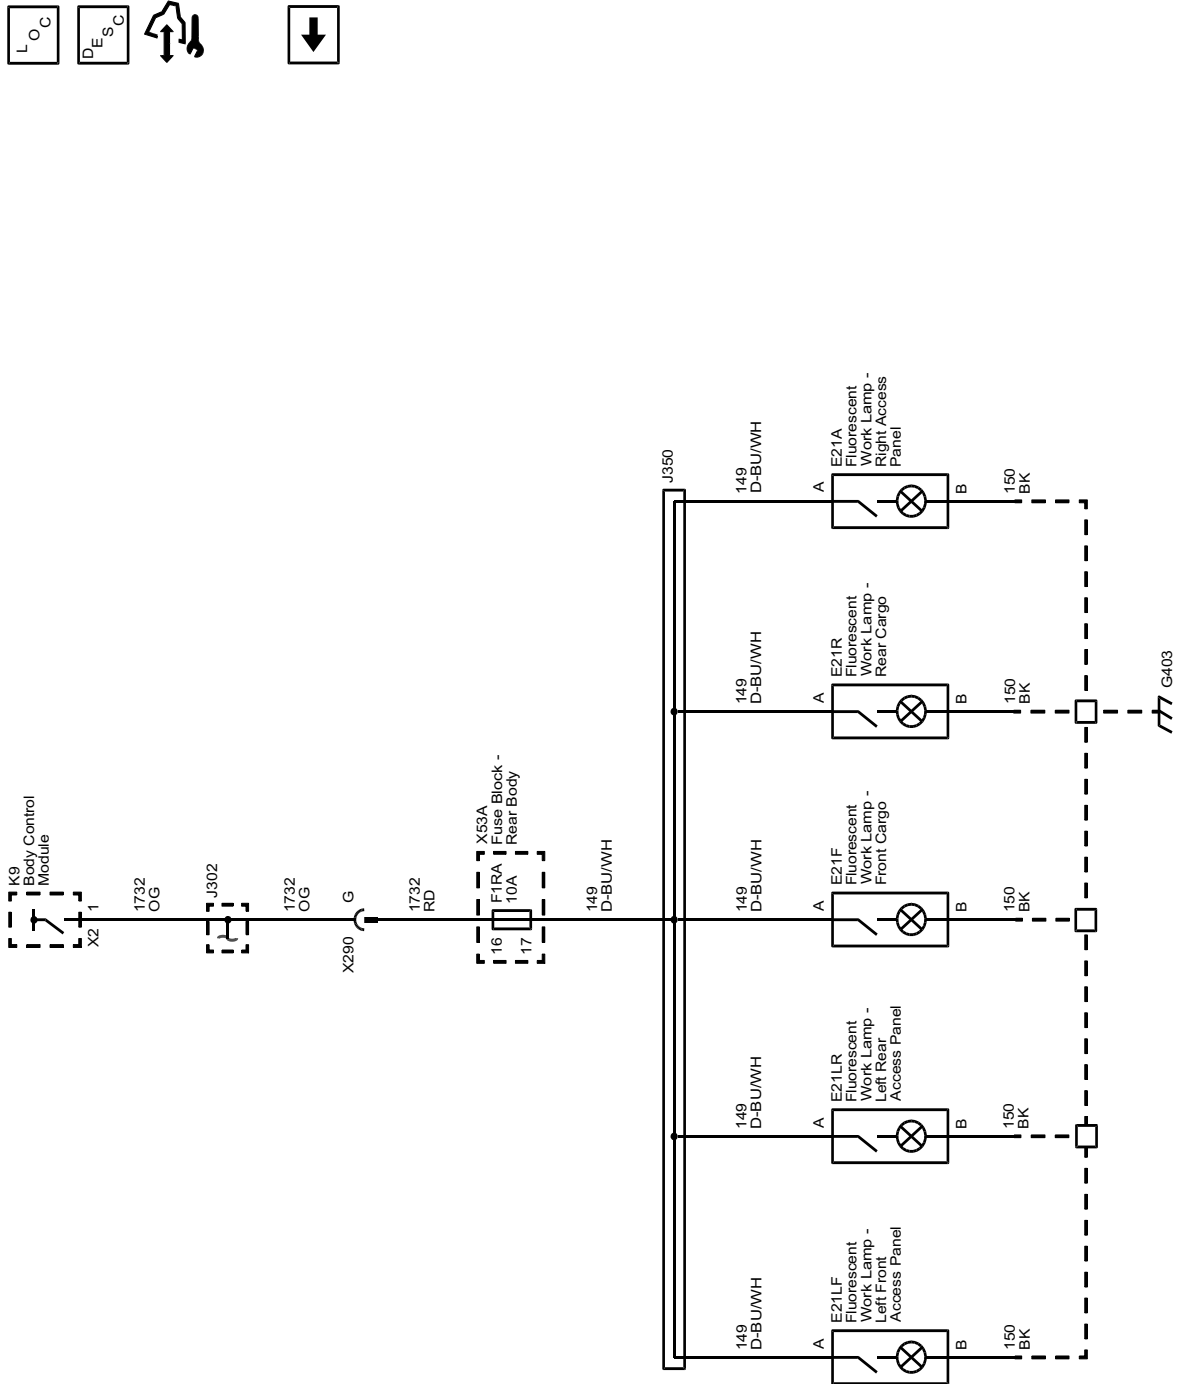 LOC
DESC
K9
Body Control
Module
X2
1
1732
OG
J302
1732
OG
X290
G
1732
RD
X53A
Fuse Block -
Rear Body
F1RA
10A
16
17
149
D-BU/WH
J350
149
D-BU/WH
A
E21LF
Fluorescent
Work Lamp -
Left Front
Access Panel
B
150
BK
149
D-BU/WH
A
E21LR
Fluorescent
Work Lamp -
Left Rear
Access Panel
B
150
BK
149
D-BU/WH
A
E21F
Fluorescent
Work Lamp -
Front Cargo
B
150
BK
149
D-BU/WH
A
E21R
Fluorescent
Work Lamp -
Rear Cargo
B
150
BK
149
D-BU/WH
A
E21A
Fluorescent
Work Lamp -
Right Access
Panel
B
150
BK
G403